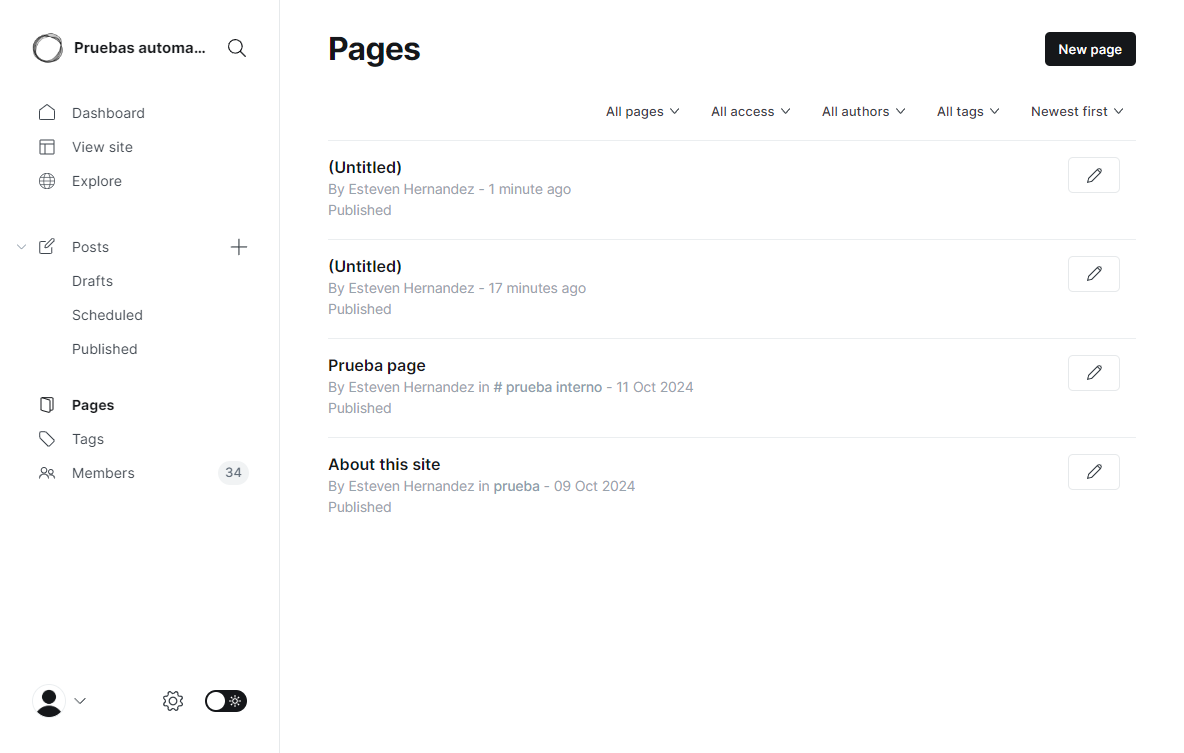 Pruebas automa...
Dashboard
View site
Explore
Posts
Drafts
Scheduled
Published
Pages
Tags
Members 34
Pages
New page
All pages All access All authors All tags Newest first
(Untitled)
By Esteven Hernandez - 1 minute ago
Published
(Untitled)
By Esteven Hernandez - 17 minutes ago
Published
Prueba page
By Esteven Hernandez in # prueba interno - 11 Oct 2024
Published
About this site
By Esteven Hernandez in prueba - 09 Oct 2024
Published